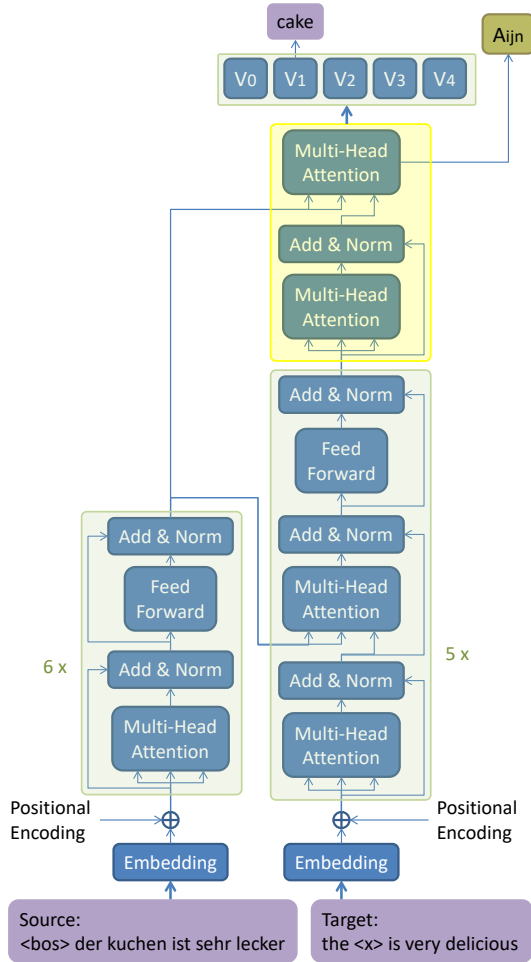 cake
Aijn
V0 V1 V2 V3 V4
Multi-Head
Attention
Add & Norm
Multi-Head
Attention
Add & Norm
Feed
Forward
Add & Norm
Multi-Head
Attention
Add & Norm
Multi-Head
Attention
5 x
Add & Norm
Feed
Forward
6 x
Add & Norm
Multi-Head
Attention
Positional
Encoding
Positional
Encoding
Embedding
Embedding
Source:
<bos> der kuchen ist sehr lecker
Target:
the <x> is very delicious